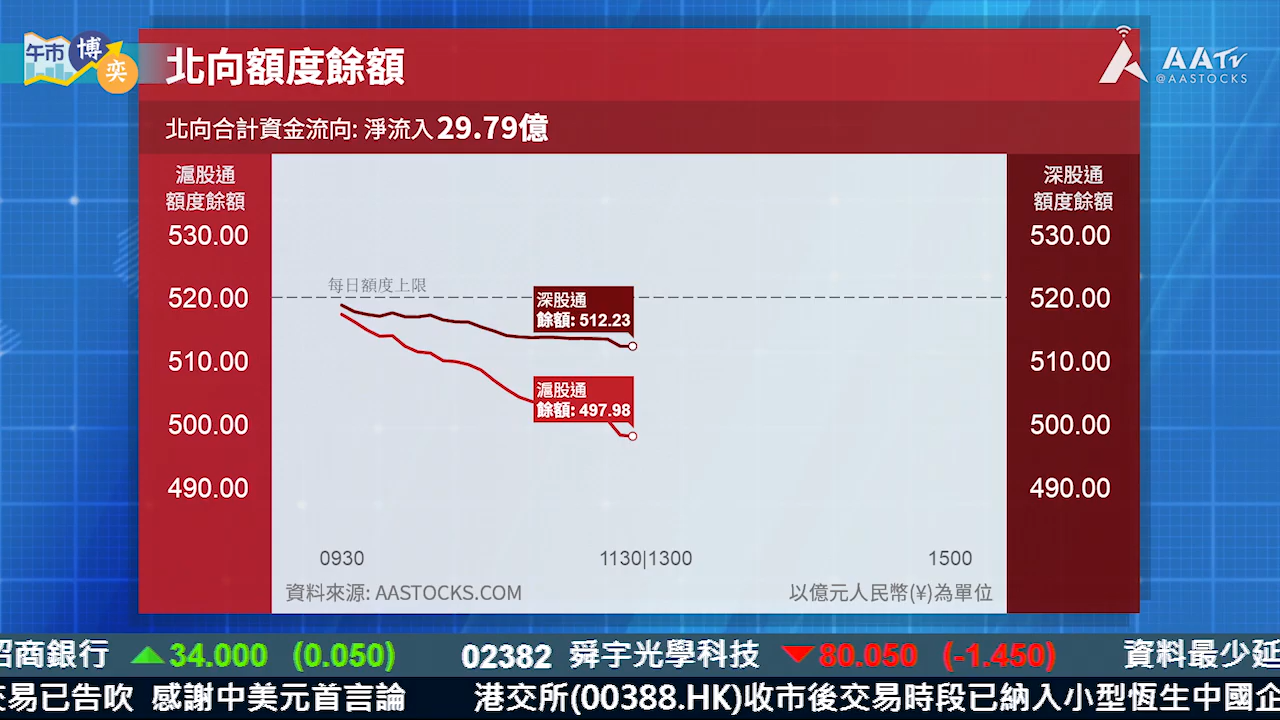 午市
博
奕
北向額度餘額
AATV
@AASTOCKS
北向合計資金流向: 淨流入29.79億
滬股通
額度餘額
530.00
520.00
510.00
500.00
490.00
深股通
額度餘額
530.00
520.00
510.00
500.00
490.00
每日額度上限
深股通
餘額: 512.23
滬股通
餘額: 497.98
0930
1130|1300
1500
資料來源: AASTOCKS.COM
以億元人民幣(¥)為單位
招商銀行 34.000 (0.050) 02382 舜宇光學科技 80.050 (-1.450) 資料最少延
交易已告吹 感謝中美元首言論 港交所(00388.HK)收市後交易時段已納入小型恆生中國企